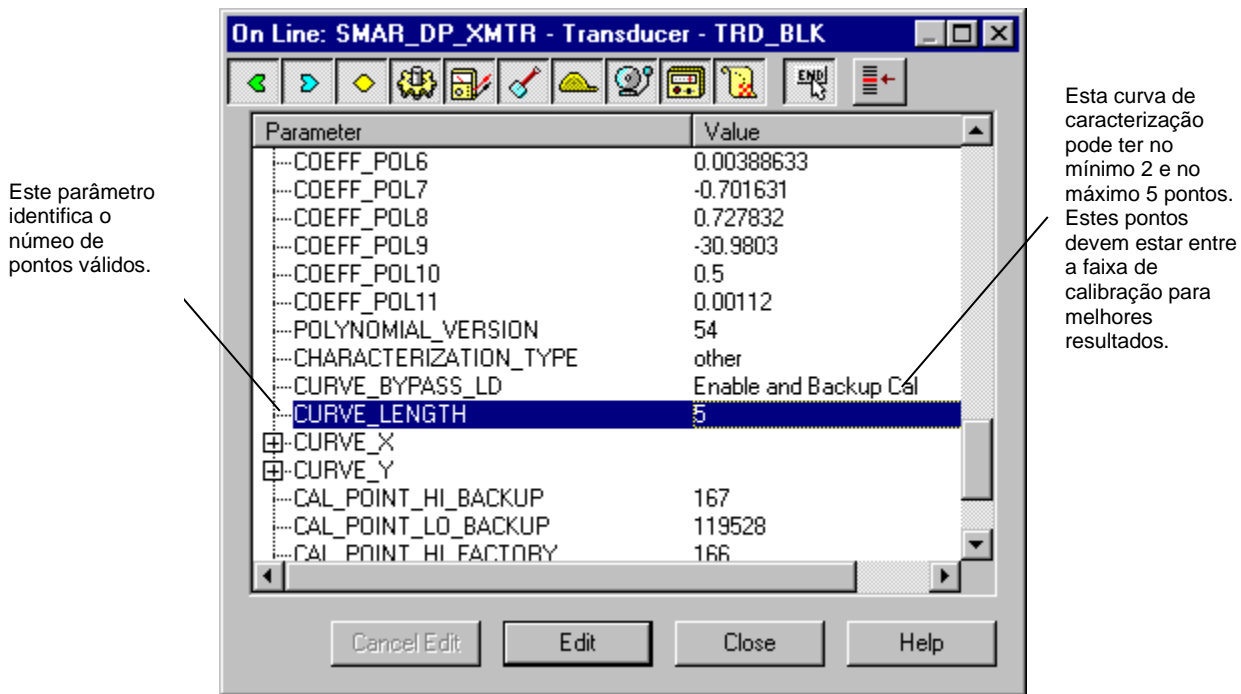 On Line: SMAR_DP_XMTR - Transducer - TRD_BLK
END
Parameter Value
COEFF_POL6 0.00388633
COEFF_POL7 -0.701631
COEFF_POL8 0.727832
COEFF_POL9 -30.9803
COEFF_POL10 0.5
COEFF_POL11 0.00112
POLYNOMIAL_VERSION 54
CHARACTERIZATION_TYPE other
CURVE_BYPASS_LD Enable and Backup Cal
CURVE_LENGTH 5
CURVE_X
CURVE_Y
CAL_POINT_HI_BACKUP 167
CAL_POINT_LO_BACKUP 119528
CAL_POINT_HI_FACTORY 166
Cancel Edit Edit Close Help
Este parâmetro
identifica o
númeo de
pontos válidos.
Esta curva de
caracterização
pode ter no
mínimo 2 e no
máximo 5 pontos.
Estes pontos
devem estar entre
a faixa de
calibração para
melhores
resultados.